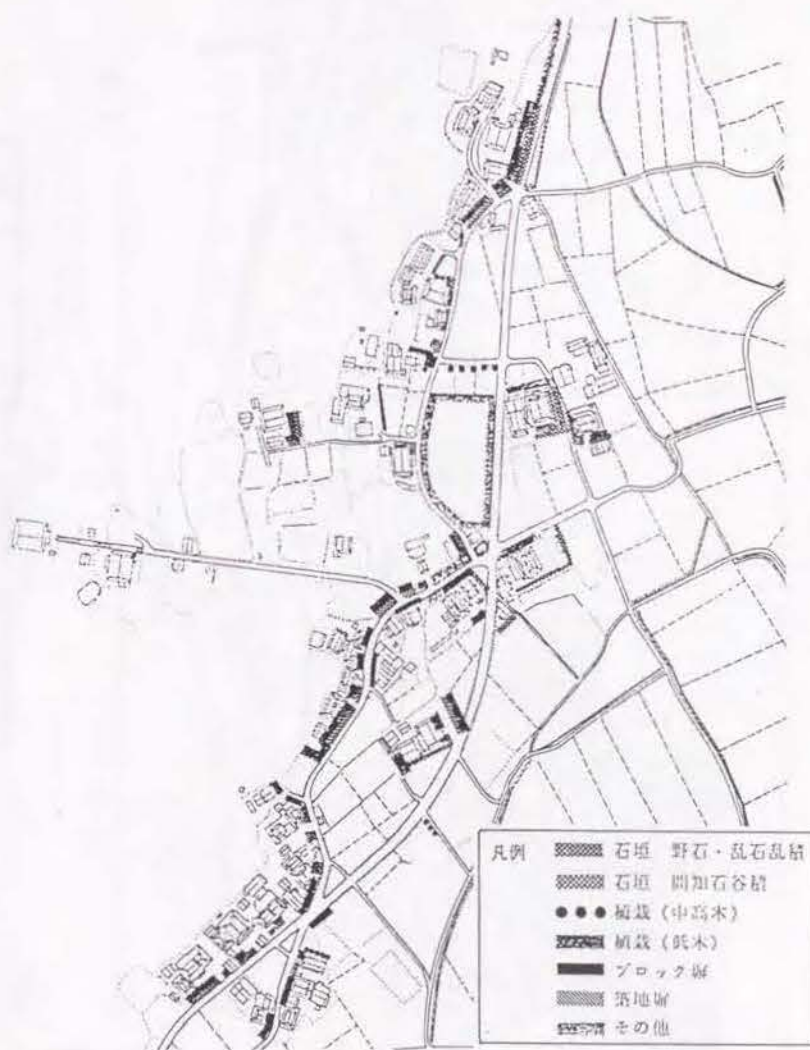 凡例
石垣 野石・乱石乱積
石垣 間知石谷積
植栽（中高木）
植栽（低木）
ブロック塀
築地塀
その他